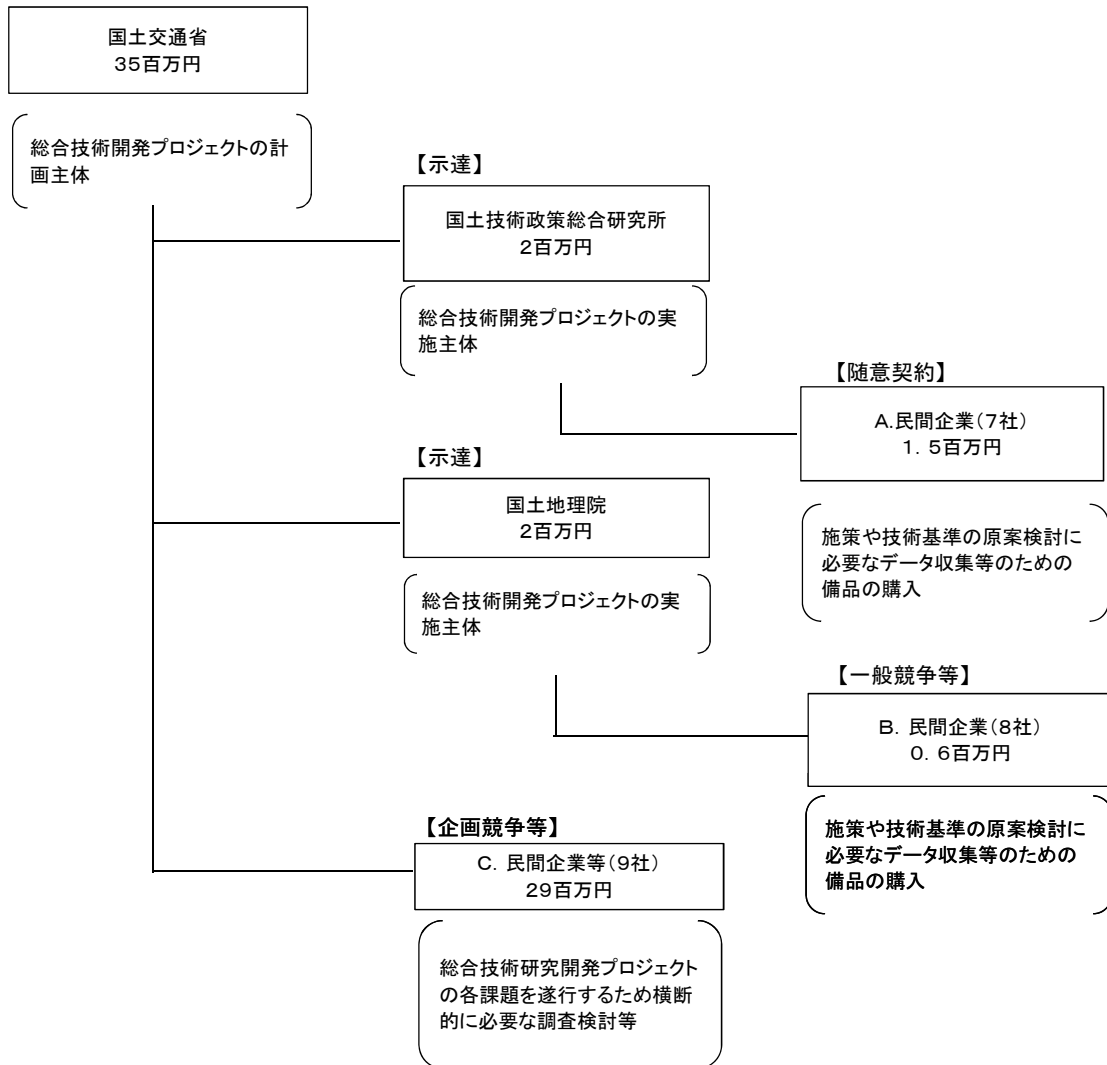 国土交通省
35百万円
総合技術開発プロジェクトの計
画主体
【示達】
国土技術政策総合研究所
2百万円
総合技術開発プロジェクトの実
施主体
【随意契約】
A.民間企業(7社)
1.5百万円
施策や技術基準の原案検討に
必要なデータ収集等のための
備品の購入
【示達】
国土地理院
2百万円
総合技術開発プロジェクトの実
施主体
【一般競争等】
B. 民間企業(8社)
0.6百万円
施策や技術基準の原案検討に
必要なデータ収集等のための
備品の購入
【企画競争等】
C. 民間企業等(9社)
29百万円
総合技術研究開発プロジェクト
の各課題を遂行するため横断
的に必要な調査検討等